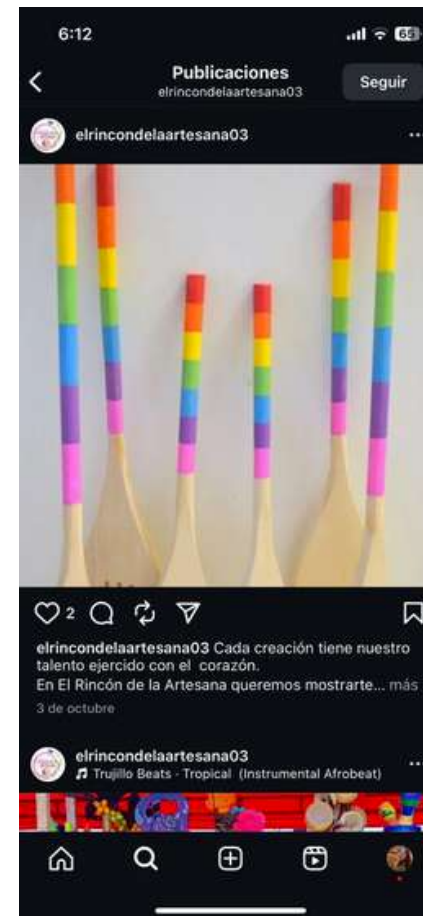 6:12
65
Publicaciones
elrincondelaartesana03
Seguir
elrincondelaartesana03
2
elrincondelaartesana03 Cada creación tiene nuestro
talento ejercido con el corazón.
En El Rincón de la Artesana queremos mostrarte... más
3 de octubre
elrincondelaartesana03
Trujillo Beats · Tropical (Instrumental Afrobeat)